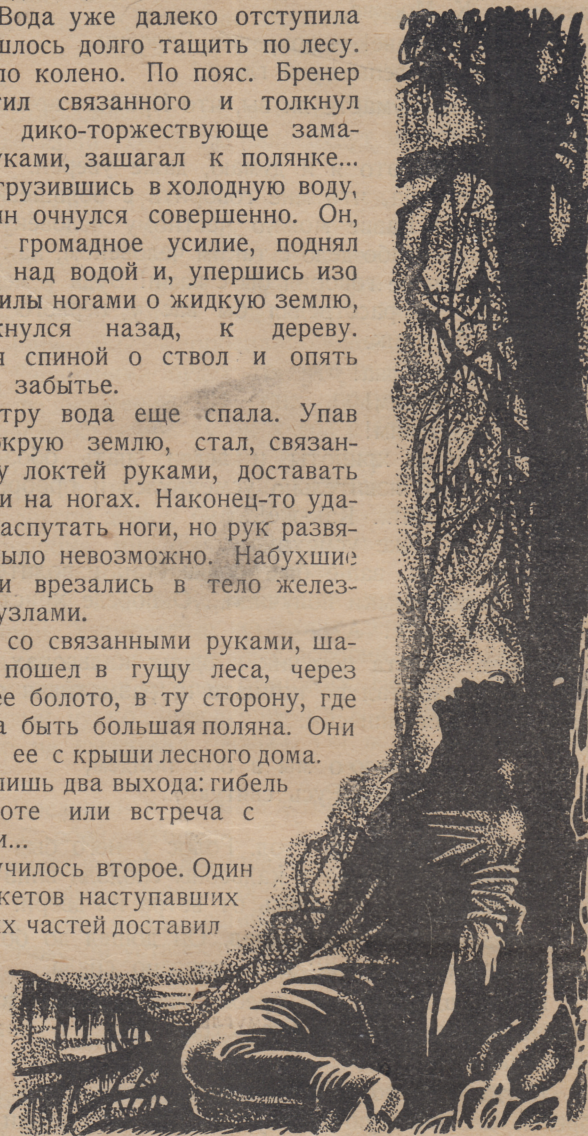 Вода уже далеко отступила
шлось долго тащить по лесу.
по колено. По пояс. Бренер
тил связанного и толкнул
дико-торжествующе зама-
уками, зашагал к полянке...
грузившись в холодную воду,
ин очнулся совершенно. Он,
громадное усилие, поднял
над водой и, упершись изо
илы ногами о жидкую землю,
кнулся назад, к дереву.
я спиной о ствол и опять
забытье.
тру вода еще спала. Упав
окрую землю, стал, связан-
у локтей руками, доставать
и на ногах. Наконец-то уда-
аспутать ноги, но рук развя-
ыло невозможно. Набухшие
и врезались в тело желез-
узлами.
со связанными руками, ша-
пошел в гущу леса, через
ее болото, в ту сторону, где
а быть большая поляна. Они
ее с крыши лесного дома.
лишь два выхода: гибель
оте или встреча с
и...
училось второе. Один
кетов наступавших
х частей доставил